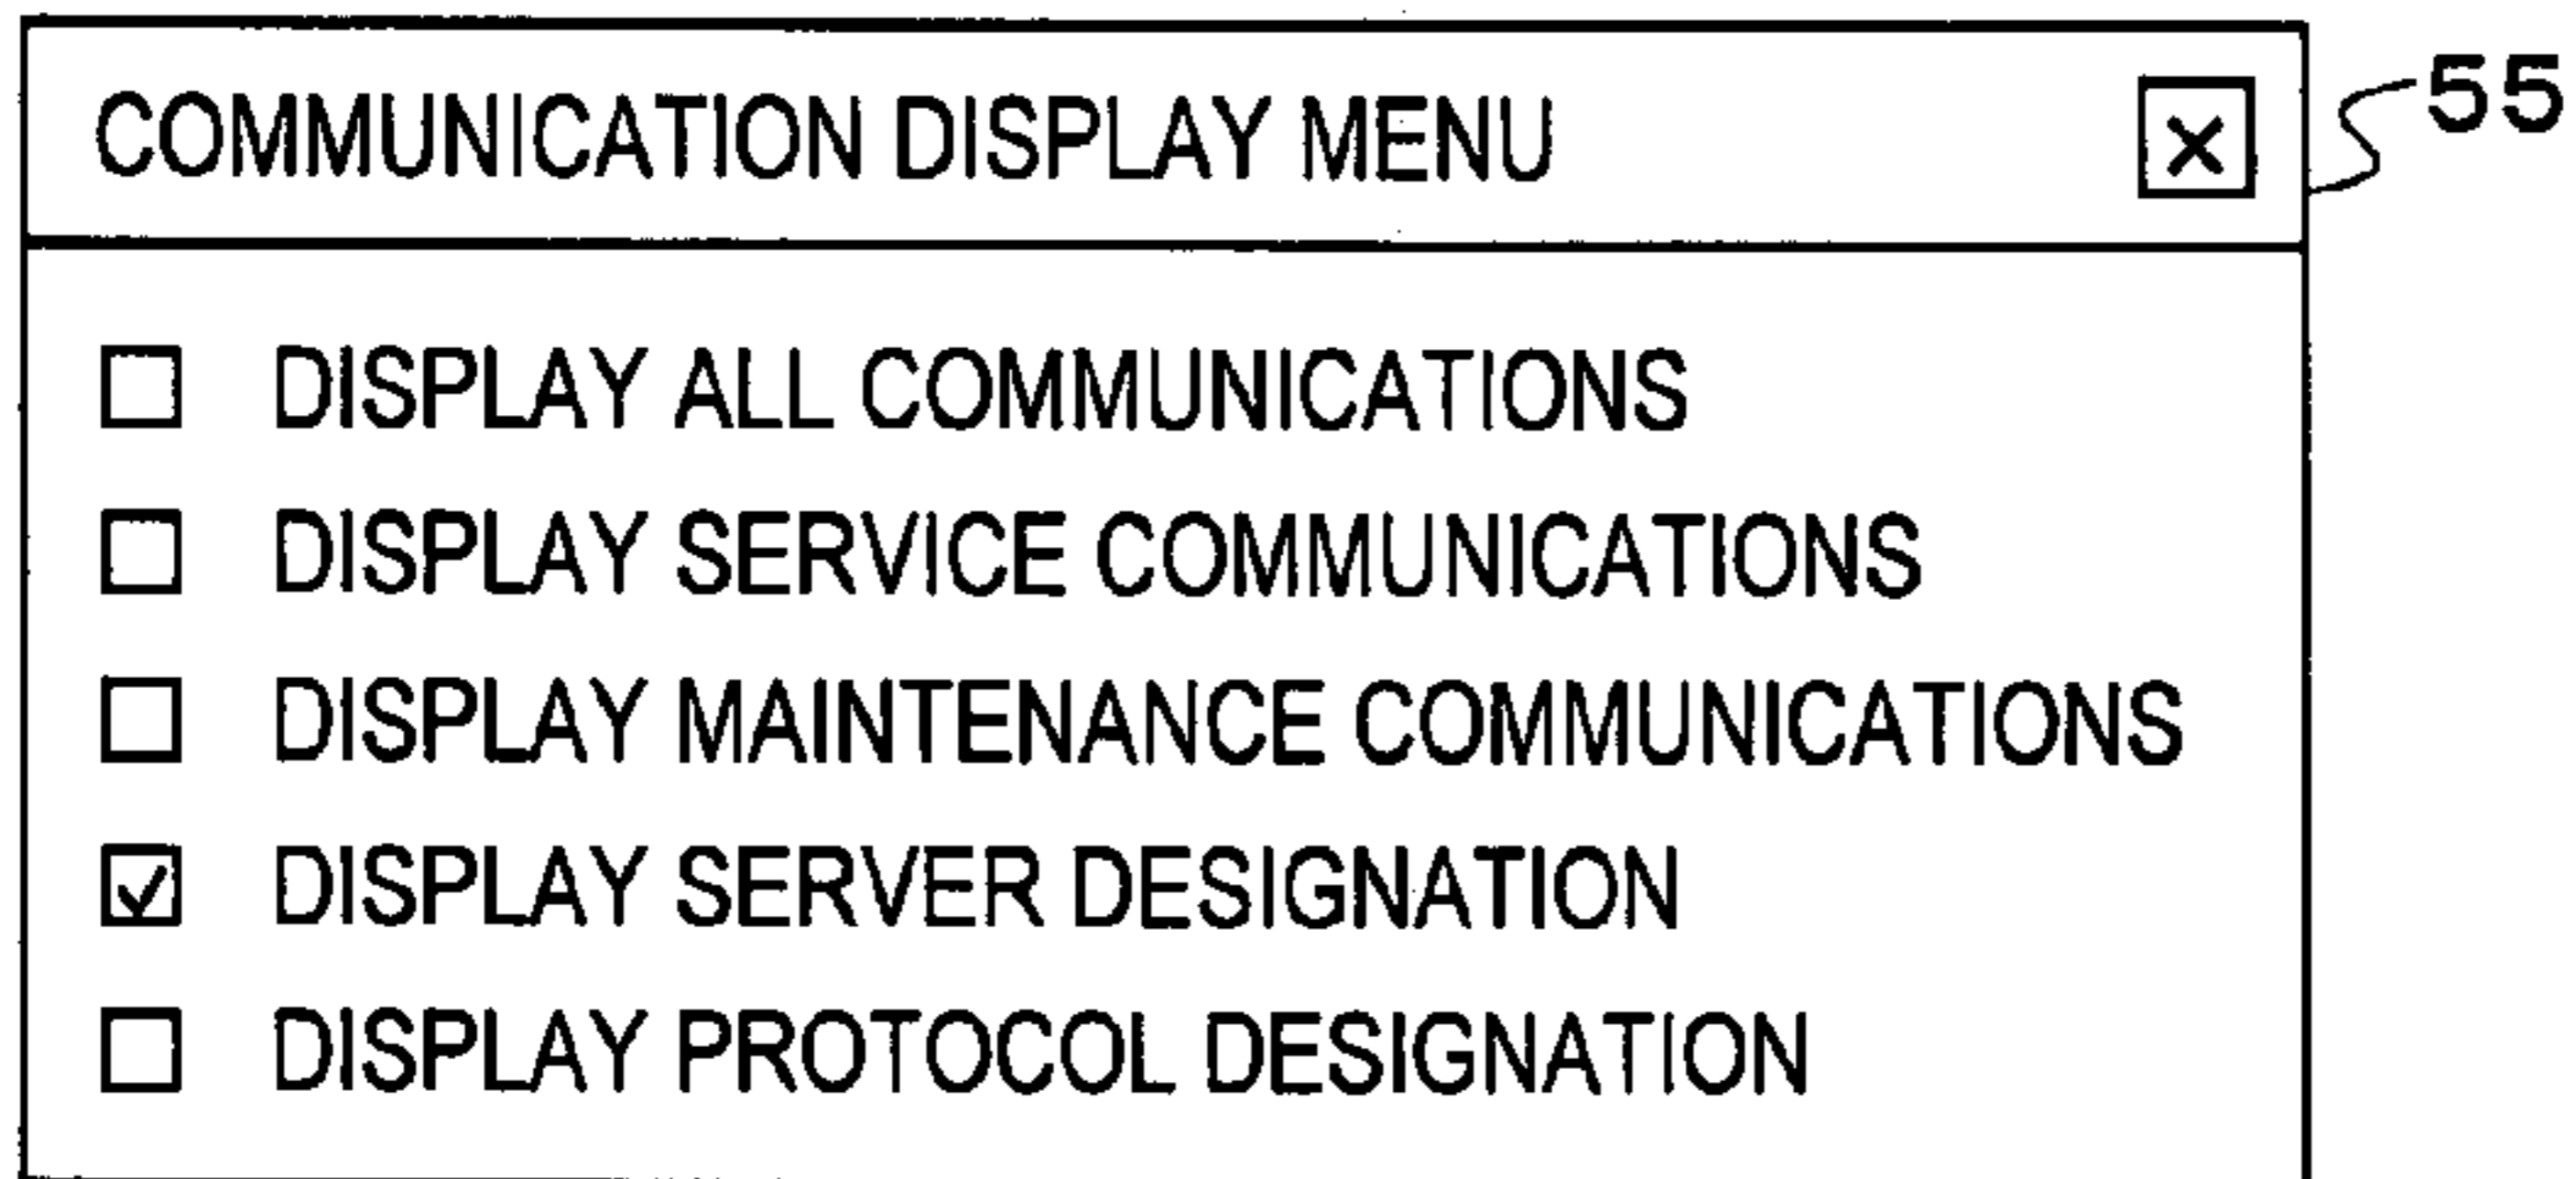 COMMUNICATION DISPLAY MENU
55
DISPLAY ALL COMMUNICATIONS
DISPLAY SERVICE COMMUNICATIONS
DISPLAY MAINTENANCE COMMUNICATIONS
DISPLAY SERVER DESIGNATION
DISPLAY PROTOCOL DESIGNATION